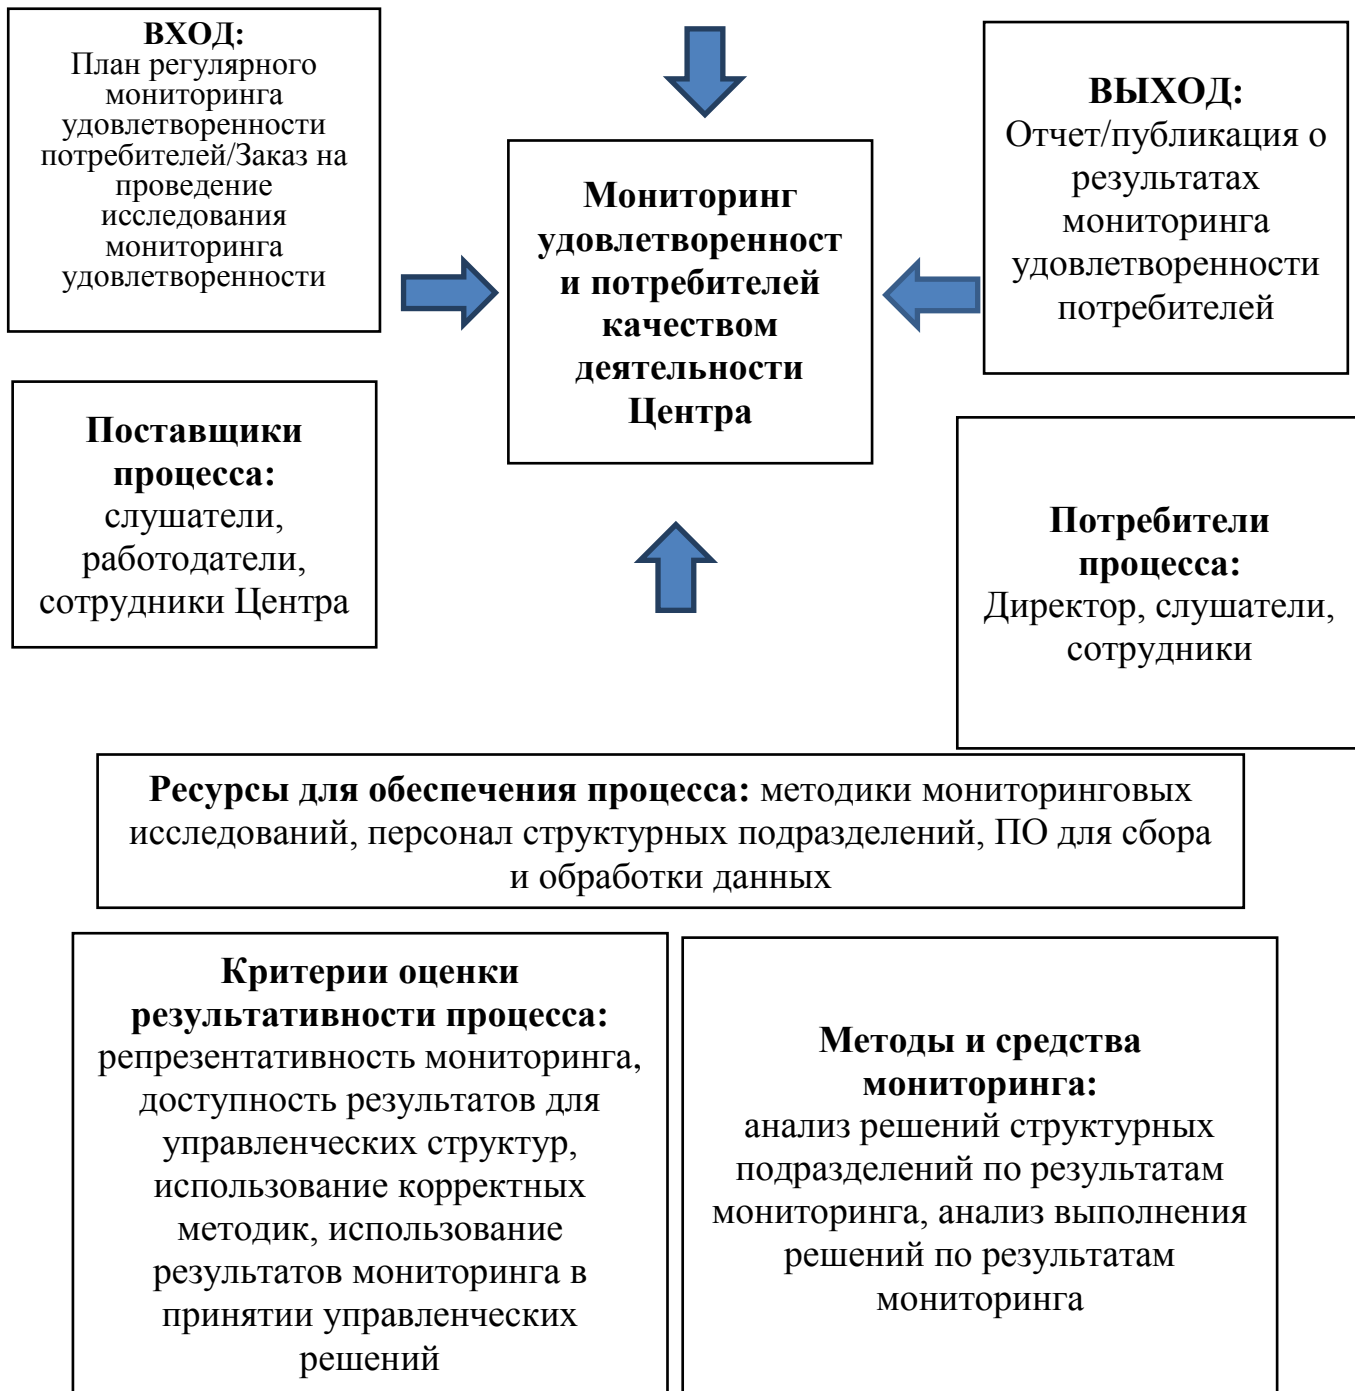 ВХОД:
План регулярного
мониторинга
удовлетворенности
потребителей/Заказ на
проведение
исследования
мониторинга
удовлетворенности
Поставщики
процесса:
слушатели,
работодатели,
сотрудники Центра
Мониторинг
удовлетворенност
и потребителей
качеством
деятельности
Центра
ВЫХОД:
Отчет/публикация о
результатах
мониторинга
удовлетворенности
потребителей
Потребители
процесса:
Директор, слушатели,
сотрудники
Ресурсы для обеспечения процесса: методики мониторинговых
исследований, персонал структурных подразделений, ПО для сбора
и обработки данных
Критерии оценки
результативности процесса:
репрезентативность мониторинга,
доступность результатов для
управленческих структур,
использование корректных
методик, использование
результатов мониторинга в
принятии управленческих
решений
Методы и средства
мониторинга:
анализ решений структурных
подразделений по результатам
мониторинга, анализ выполнения
решений по результатам
мониторинга